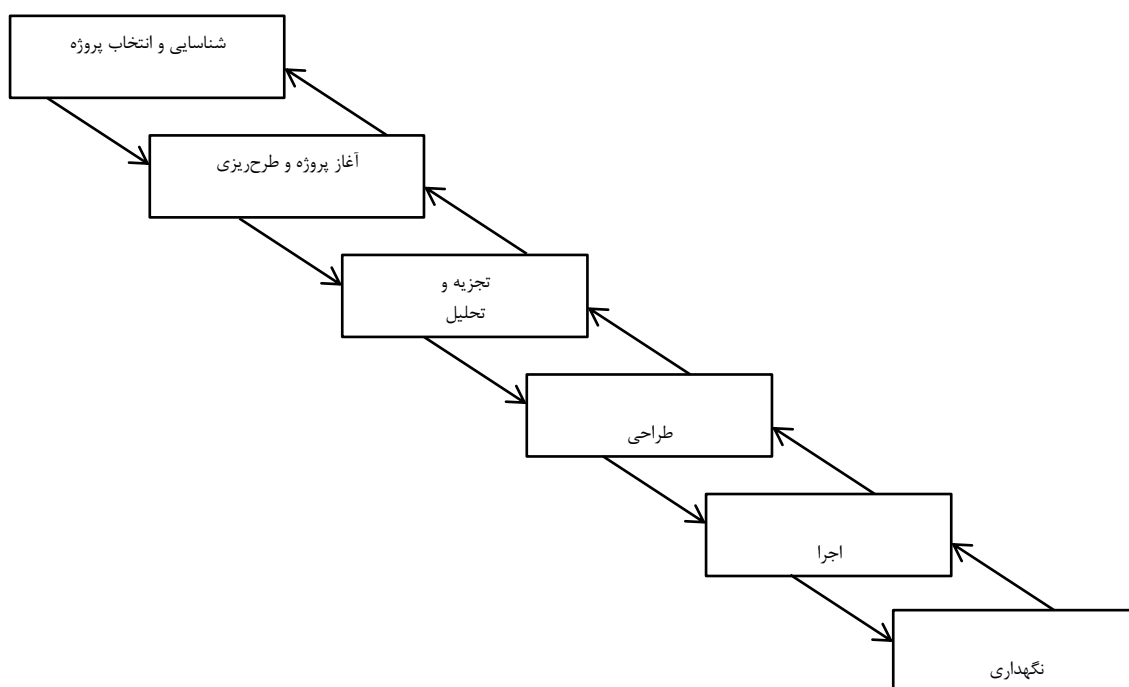 شناسایی و انتخاب پروژه
آغاز پروژه و طرح‌ریزی
تجزیه و
تحلیل
طراحی
اجرا
نگهداری